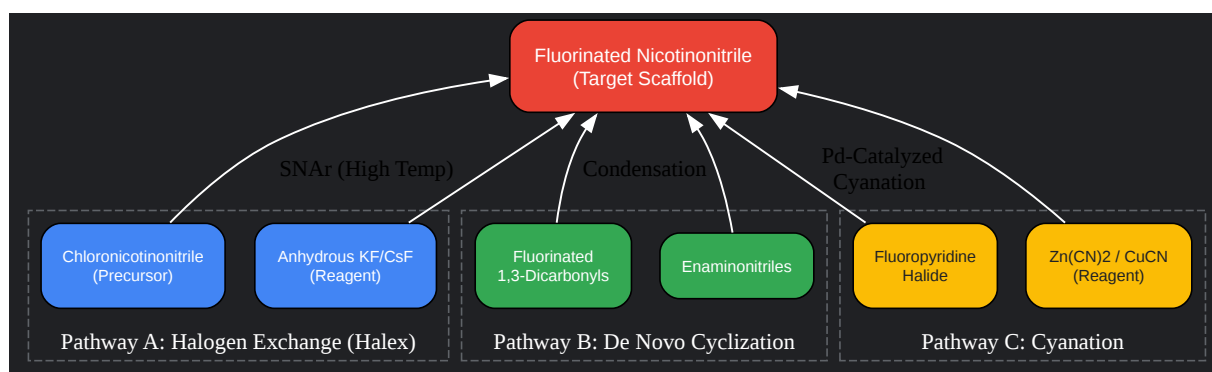 Fluorinated Nicotinonitrile
(Target Scaffold)
SNAr (High Temp)
Condensation
Pd-Catalyzed
Cyanation
Chloronicotinonitrile
(Precursor)
Anhydrous KF/CsF
(Reagent)
Fluorinated
1,3-Dicarbonyls
Enaminonitriles
Fluoropyridine
Halide
Zn(CN)2 / CuCN
(Reagent)
Pathway A: Halogen Exchange (Halex)
Pathway B: De Novo Cyclization
Pathway C: Cyanation